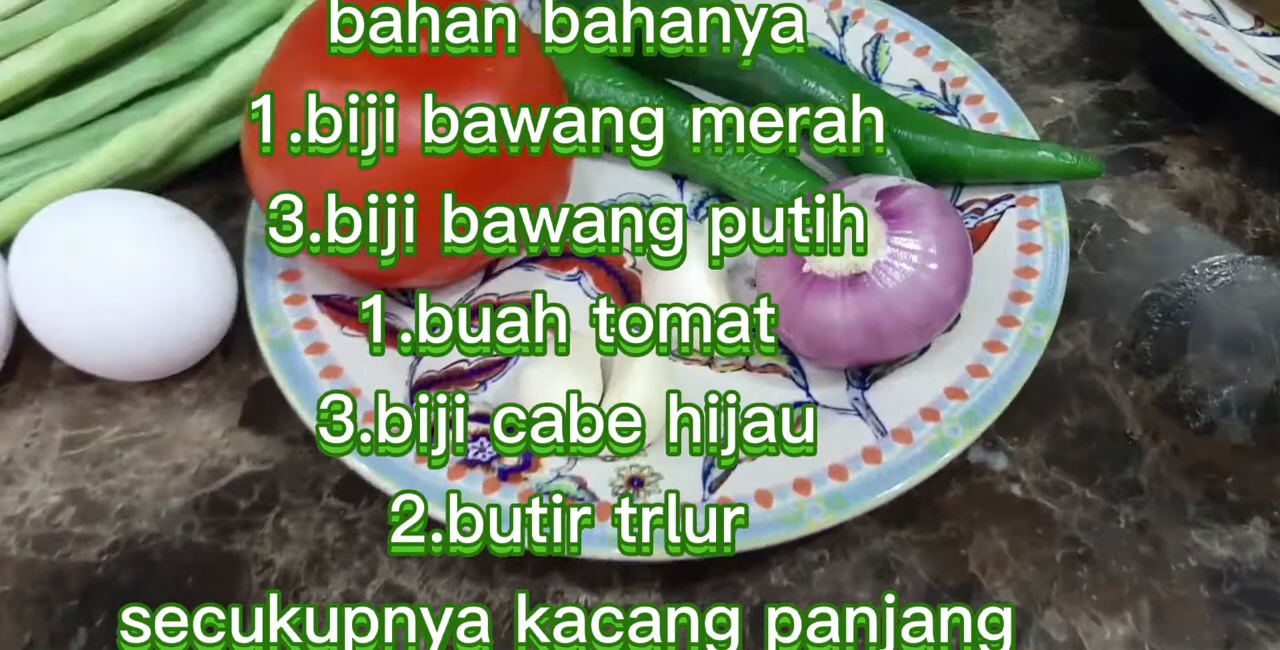 bahan bahanya
1.biji bawang merah
3.biji bawang putih
1.buah tomat
3.biji cabe hijau
2.butir trlur
secukupnya kacang panjang